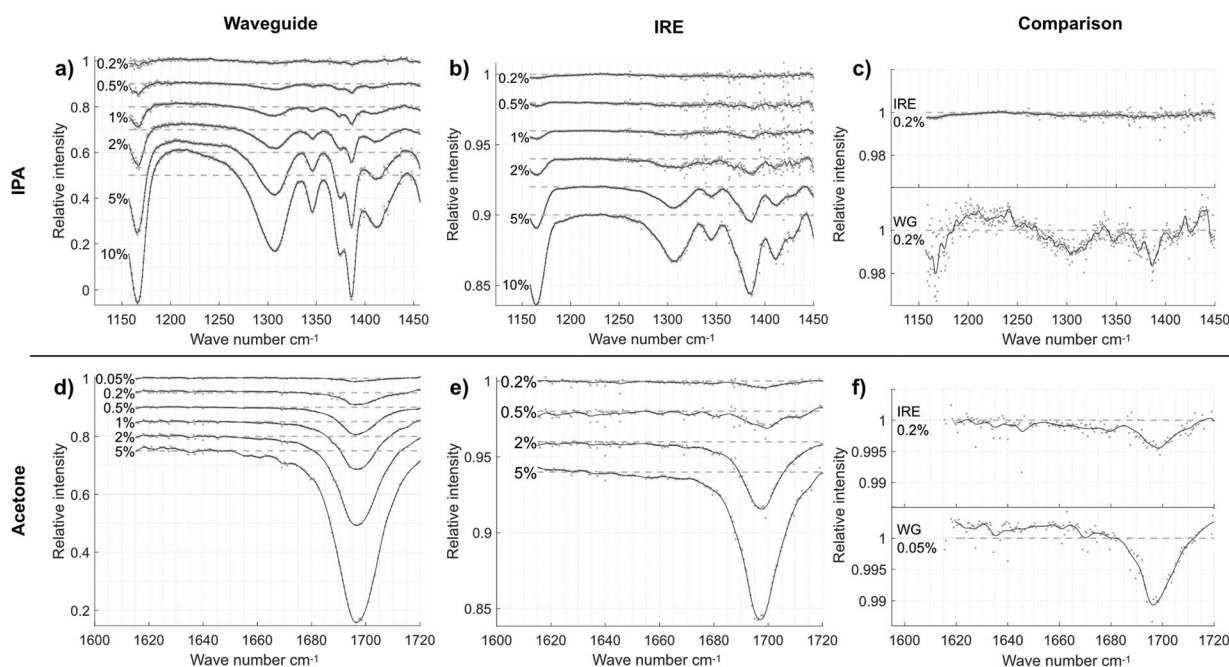 Waveguide
IRE
Comparison
IPA
a)
Relative intensity
1
0.8
0.6
0.4
0.2
0
0.2%
0.5%
1%
2%
5%
10%
1150 1200 1250 1300 1350 1400 1450
Wave number cm-1
b)
Relative intensity
1
0.95
0.9
0.85
0.2%
0.5%
1%
2%
5%
10%
1150 1200 1250 1300 1350 1400 1450
Wave number cm-1
c)
Relative intensity
IRE
0.2%
1
0.98
WG
0.2%
1
0.98
1150 1200 1250 1300 1350 1400 1450
Wave number cm-1
Acetone
d)
Relative intensity
1
0.8
0.6
0.4
0.2
0.05%
0.2%
0.5%
1%
2%
5%
1600 1620 1640 1660 1680 1700 1720
Wave number cm-1
e)
Relative intensity
1
0.95
0.9
0.85
0.2%
0.5%
2%
5%
1600 1620 1640 1660 1680 1700 1720
Wave number cm-1
f)
Relative intensity
IRE
0.2%
1
0.995
0.99
WG
0.05%
1
0.995
0.99
1600 1620 1640 1660 1680 1700 1720
Wave number cm-1